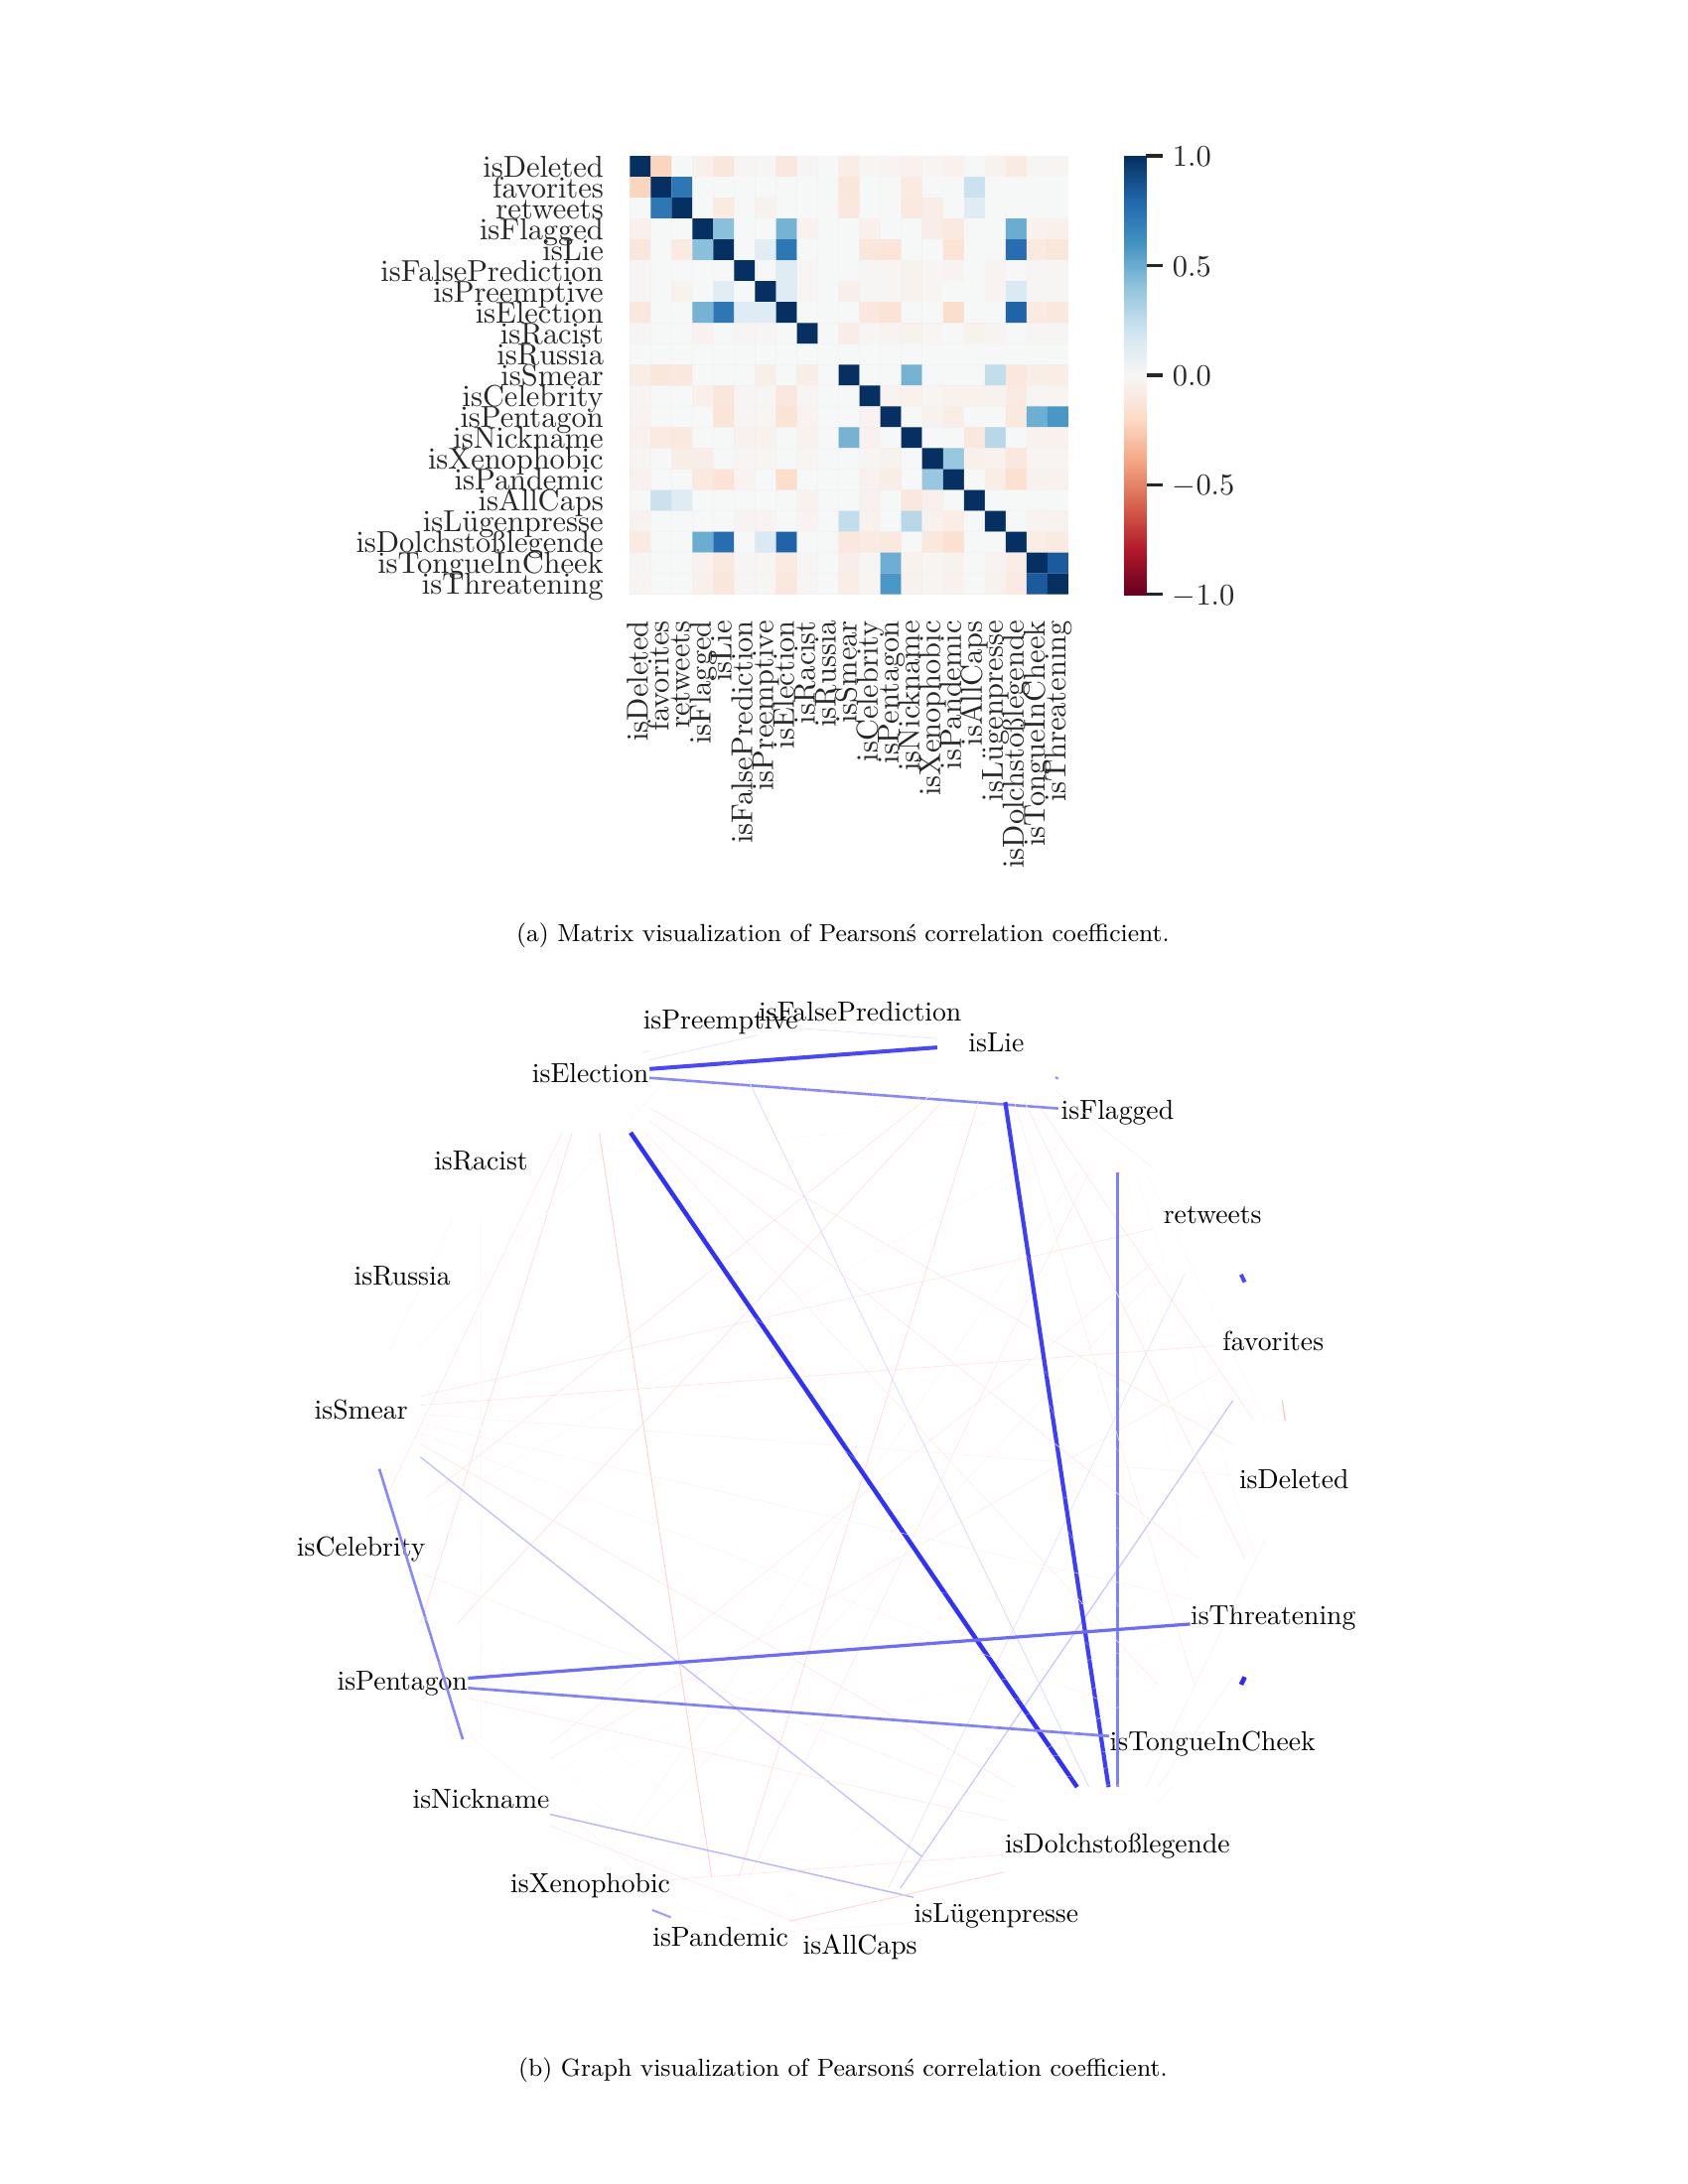 isDeleted
favorites
retweets
isFlagged
isLie
isFalsePrediction
isPreemptive
isElection
isRacist
isRussia
isSmear
isCelebrity
isPentagon
isNickname
isXenophobic
isPandemic
isAllCaps
isLügenpresse
isDolchstoßlegende
isTongueInCheek
isThreatening
1.0
0.5
0.0
−0.5
−1.0
isDeleted
favorites
retweets
isFlagged
isLie
isFalsePrediction
isPreemptive
isElection
isRacist
isRussia
isSmear
isCelebrity
isPentagon
isNickname
isXenophobic
isPandemic
isAllCaps
isLügenpresse
isDolchstoßlegende
isTongueInCheek
isThreatening
(a) Matrix visualization of Pearsonś correlation coefficient.
isFalsePrediction
isPreemptive
isLie
isElection
isFlagged
isRacist
retweets
isRussia
favorites
isSmear
isDeleted
isCelebrity
isThreatening
isPentagon
isTongueInCheek
isNickname
isDolchstoßlegende
isXenophobic
isLügenpresse
isPandemic
isAllCaps
(b) Graph visualization of Pearsonś correlation coefficient.